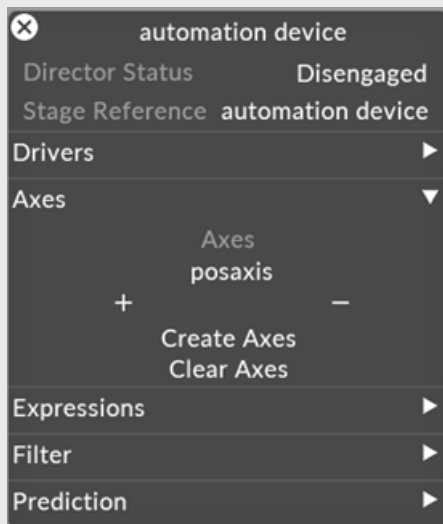 automation device
Director Status Disengaged
Stage Reference automation device
Drivers
Axes
Axes
posaxis
+ −
Create Axes
Clear Axes
Expressions
Filter
Prediction